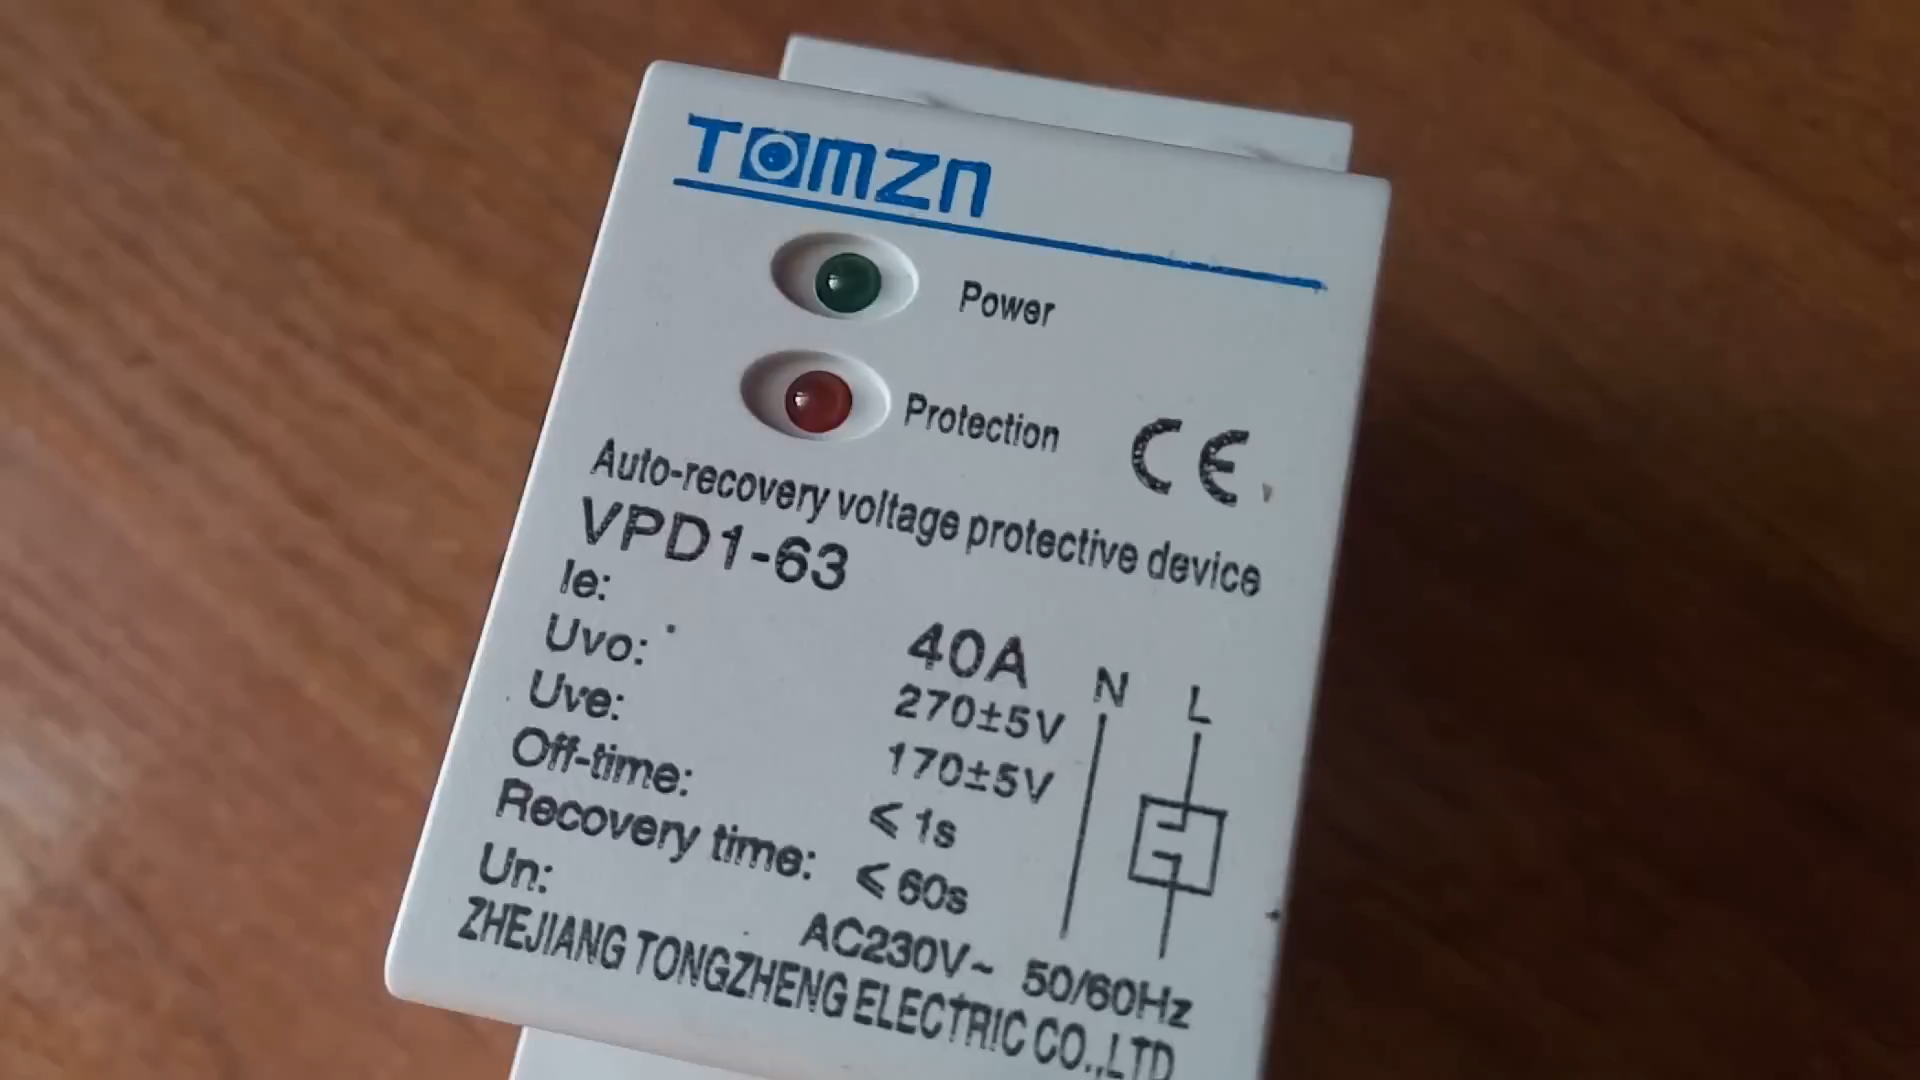 TOMZN
Power
Protection
CE
Auto-recovery voltage protective device
VPD1-63
Ie: 40A
Uvo: 270±5V
Uve: 170±5V
Off-time: ⩽ 1s
Recovery time: ⩽ 60s
Un: AC230V~ 50/60Hz
N L
ZHEJIANG TONGZHENG ELECTRIC CO.,LTD